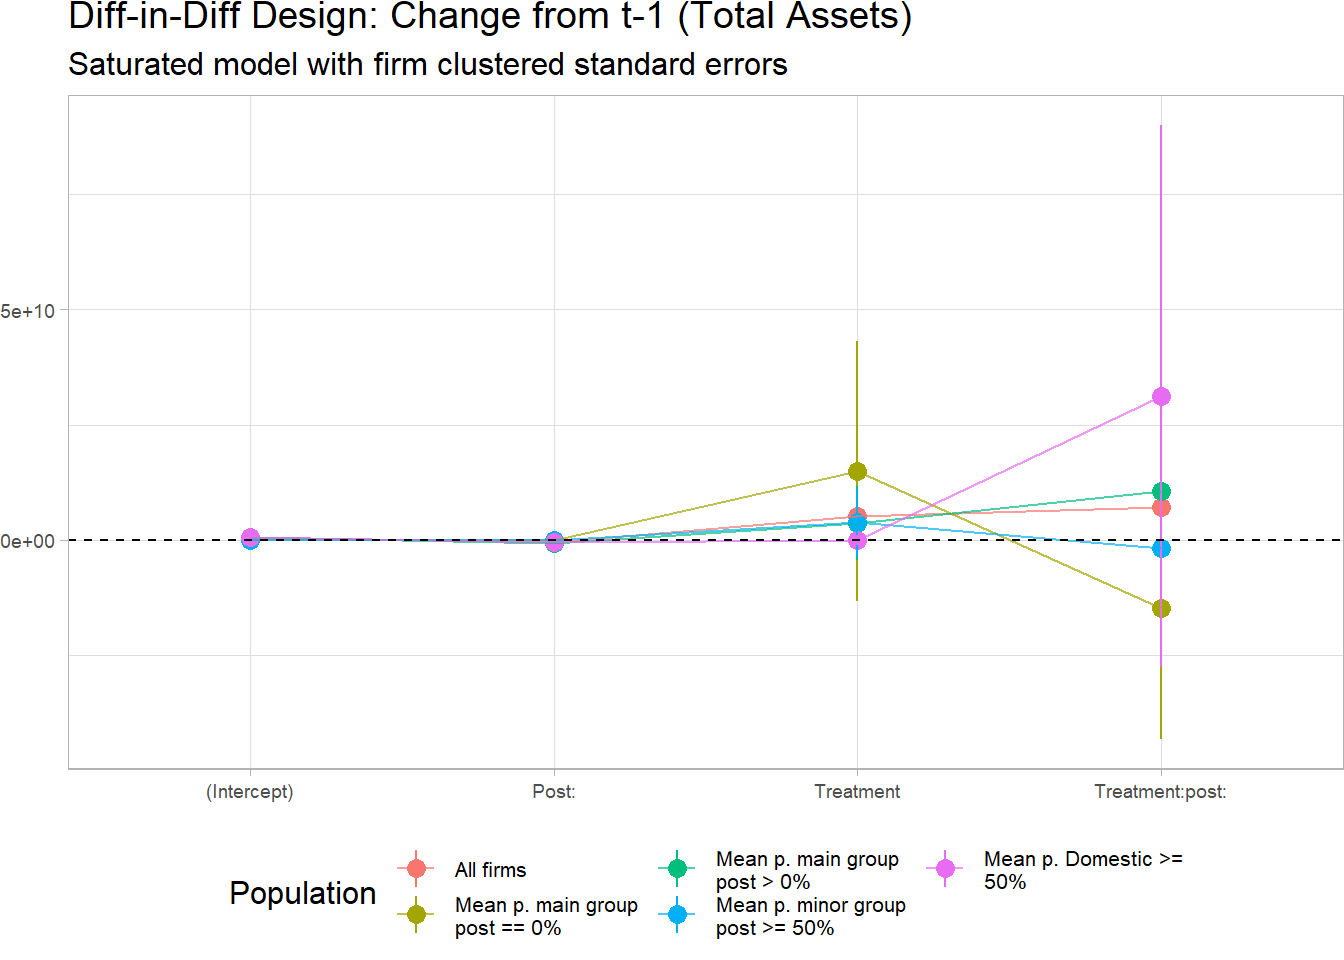 Diff-in-Diff Design: Change from t-1 (Total Assets)
Saturated model with firm clustered standard errors
5e+10
0e+00
(Intercept)
Post:
Treatment
Treatment:post:
Population
All firms
Mean p. main group
post == 0%
Mean p. main group
post > 0%
Mean p. minor group
post >= 50%
Mean p. Domestic >=
50%